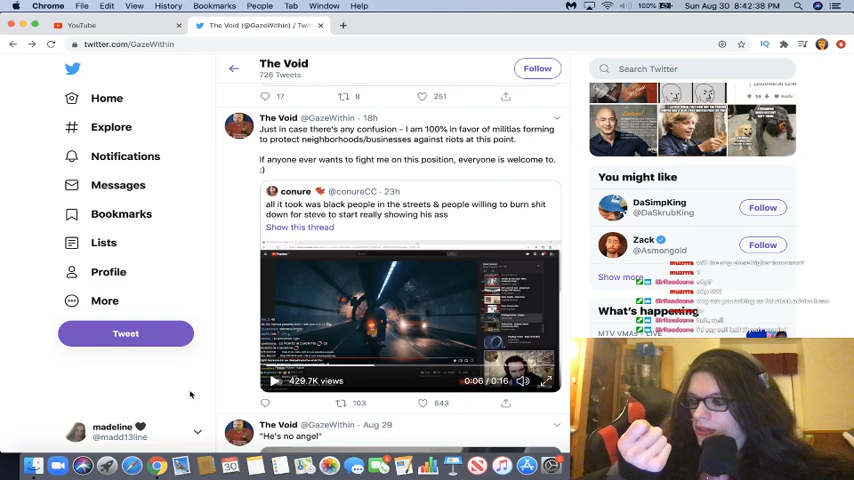 Chrome File Edit View History Bookmarks People Tab Window Help
100% Sun Aug 30 8:42:38 PM
YouTube
The Void (@GazeWithin) / Twit
twitter.com/GazeWithin
Home
Explore
Notifications
Messages
Bookmarks
Lists
Profile
More
Tweet
madeline
@madd13line
The Void
726 Tweets
Follow
17 8 251
The Void @GazeWithin · 18h
Just in case there's any confusion - I am 100% in favor of militias forming
to protect neighborhoods/businesses against riots at this point.
If anyone ever wants to fight me on this position, everyone is welcome to.
:)
conure @conureCC · 23h
all it took was black people in the streets & people willing to burn shit
down for steve to start really showing his ass
Show this thread
429.7K views
0:06 / 0:16
103 643
The Void @GazeWithin · Aug 29
"He's no angel"
Search Twitter
You might like
DaSimpKing
@DaSkrubKing
Follow
Zack
@Asmongold
Follow
Show more
What's happening
MTV VMAs · LIVE